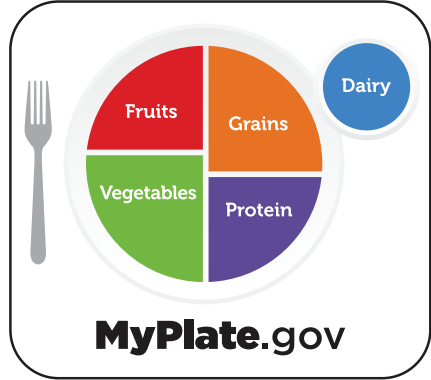 Fruits
Grains
Dairy
Vegetables
Protein
MyPlate.gov